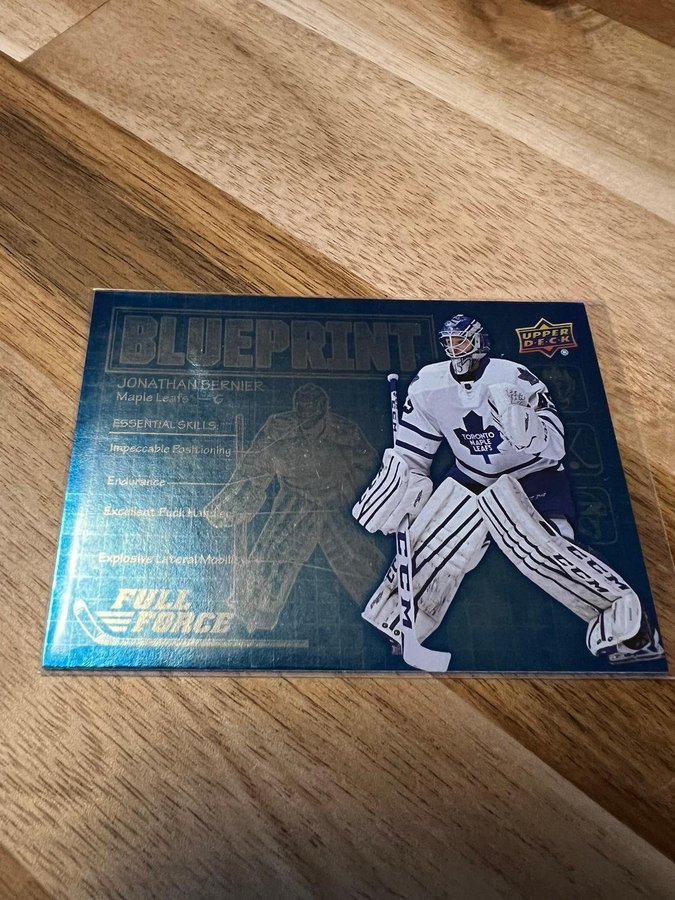 BLUEPRINT
JONATHAN BERNIER
Maple Leafs
ESSENTIAL SKILLS:
Impeccable Positioning
Endurance
Excellent Puck Handler
Explosive Lateral Mobility
FULL
FORCE
UPPER
D·E·C·K
®
TORONTO
MAPLE
LEAFS
CCM
CCM
CCM